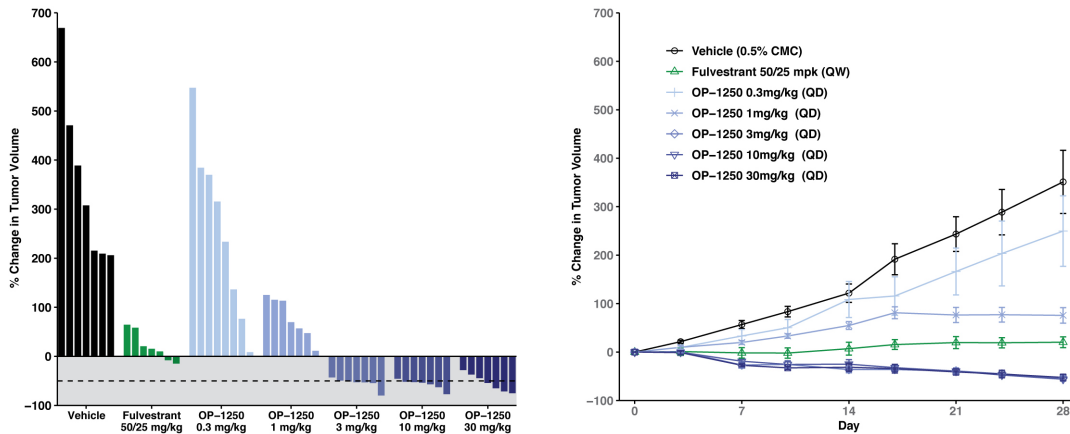 % Change in Tumor Volume
700
600
500
400
300
200
100
0
−100
Vehicle
Fulvestrant
50/25 mg/kg
OP−1250
0.3 mg/kg
OP−1250
1 mg/kg
OP−1250
3 mg/kg
OP−1250
10 mg/kg
OP−1250
30 mg/kg
% Change in Tumor Volume
700
600
500
400
300
200
100
0
−100
Vehicle (0.5% CMC)
Fulvestrant 50/25 mpk (QW)
OP−1250 0.3mg/kg (QD)
OP−1250 1mg/kg (QD)
OP−1250 3mg/kg (QD)
OP−1250 10mg/kg (QD)
OP−1250 30mg/kg (QD)
0
7
14
21
28
Day